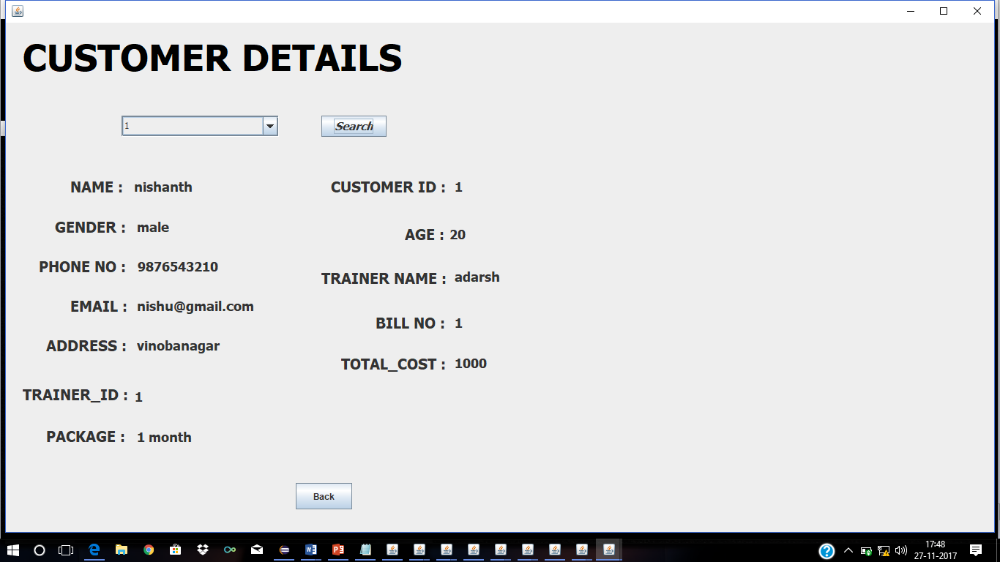 CUSTOMER DETAILS
1
Search
NAME : nishanth
CUSTOMER ID : 1
GENDER : male
AGE : 20
PHONE NO : 9876543210
TRAINER NAME : adarsh
EMAIL : nishu@gmail.com
BILL NO : 1
ADDRESS : vinobanagar
TOTAL_COST : 1000
TRAINER_ID : 1
PACKAGE : 1 month
Back
17:48
27-11-2017